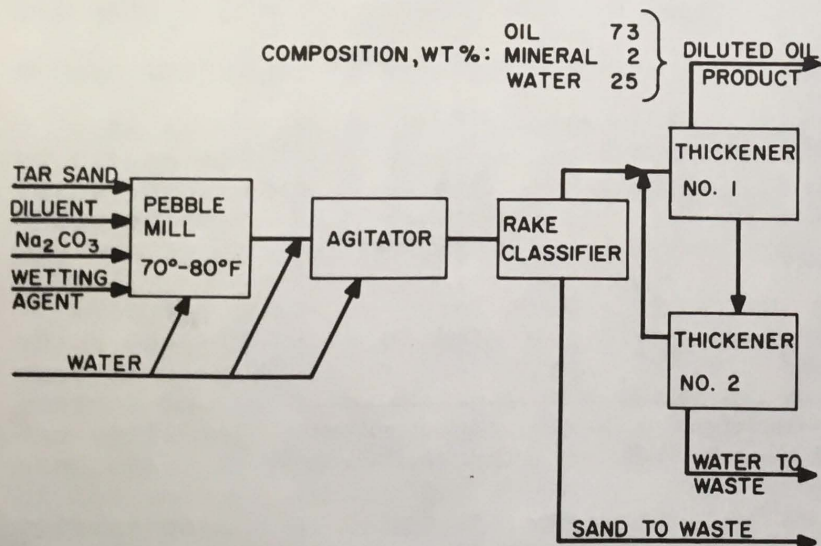 COMPOSITION, WT %: OIL 73
MINERAL 2
WATER 25
DILUTED OIL
PRODUCT
TAR SAND
DILUENT
Na₂CO₃
WETTING
AGENT
PEBBLE
MILL
70°-80°F
AGITATOR
RAKE
CLASSIFIER
THICKENER
NO. 1
THICKENER
NO. 2
WATER
WATER TO
WASTE
SAND TO WASTE